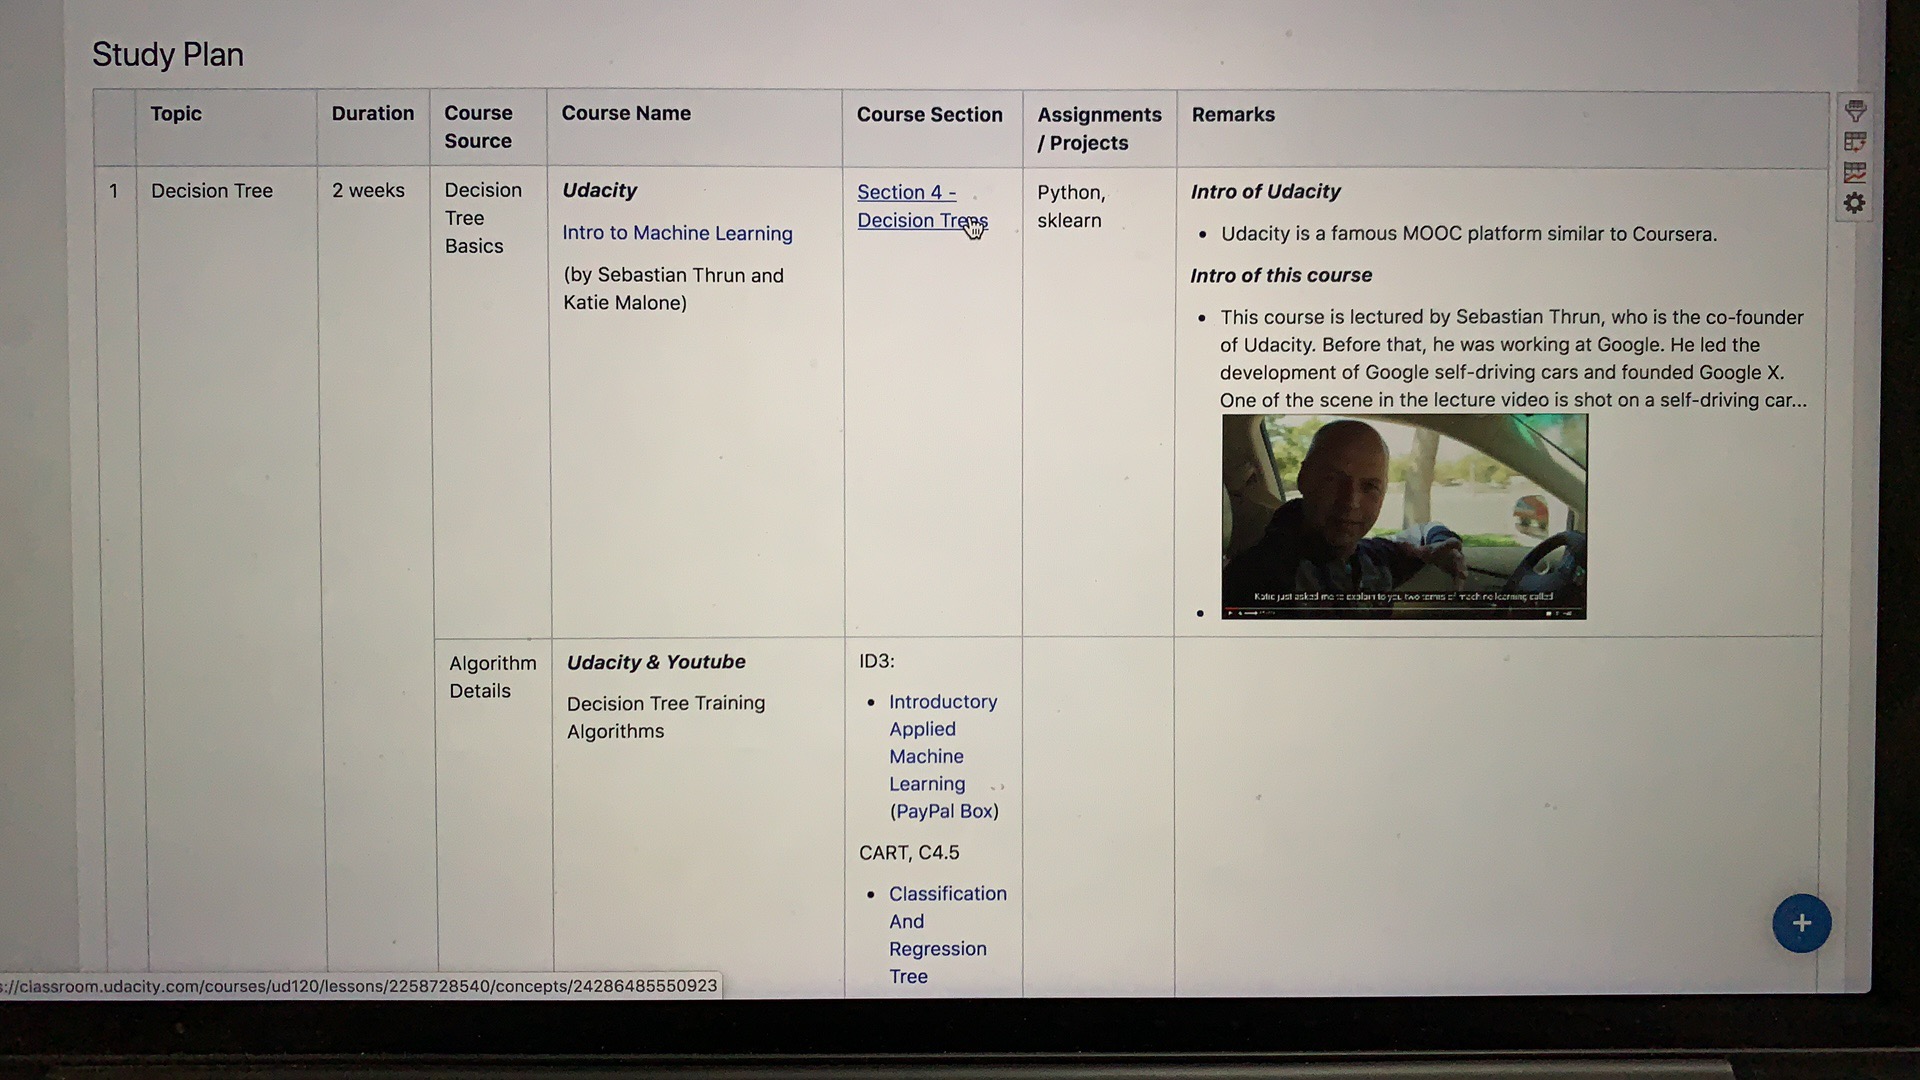 Study Plan
Topic
Duration
Course
Source
Course Name
Course Section
Assignments
/ Projects
Remarks
1
Decision Tree
2 weeks
Decision
Tree
Basics
Udacity
Intro to Machine Learning
(by Sebastian Thrun and
Katie Malone)
Section 4 -
Decision Trees
Python,
sklearn
Intro of Udacity
• Udacity is a famous MOOC platform similar to Coursera.
Intro of this course
• This course is lectured by Sebastian Thrun, who is the co-founder
of Udacity. Before that, he was working at Google. He led the
development of Google self-driving cars and founded Google X.
One of the scene in the lecture video is shot on a self-driving car...
Katie just asked me to explain to you two terms of machine learning called
Algorithm
Details
Udacity & Youtube
Decision Tree Training
Algorithms
ID3:
• Introductory
Applied
Machine
Learning
(PayPal Box)
CART, C4.5
• Classification
And
Regression
Tree
s://classroom.udacity.com/courses/ud120/lessons/2258728540/concepts/24286485550923